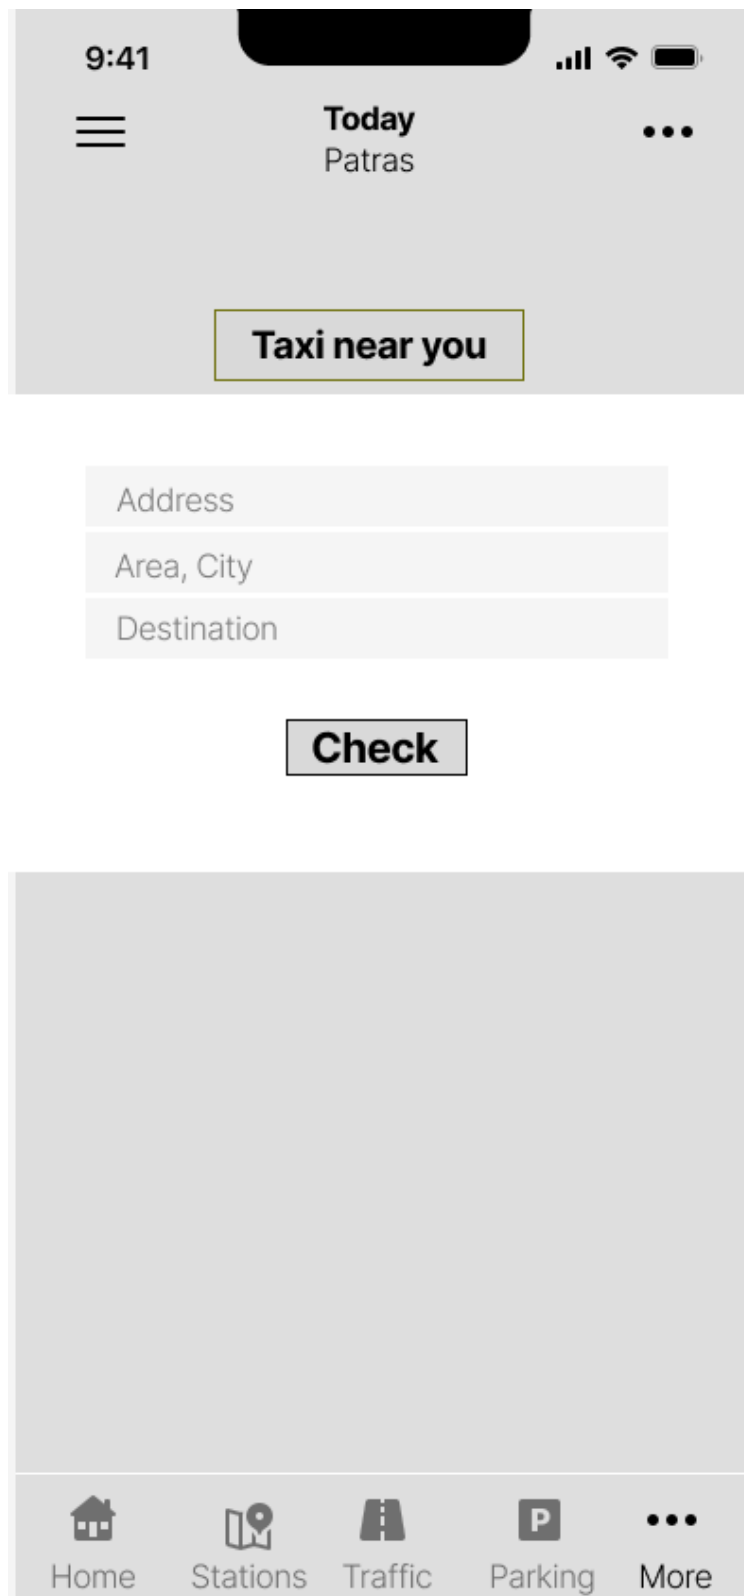 9:41
Today
Patras
Taxi near you
Address
Area, City
Destination
Check
P
Home Stations Traffic Parking More